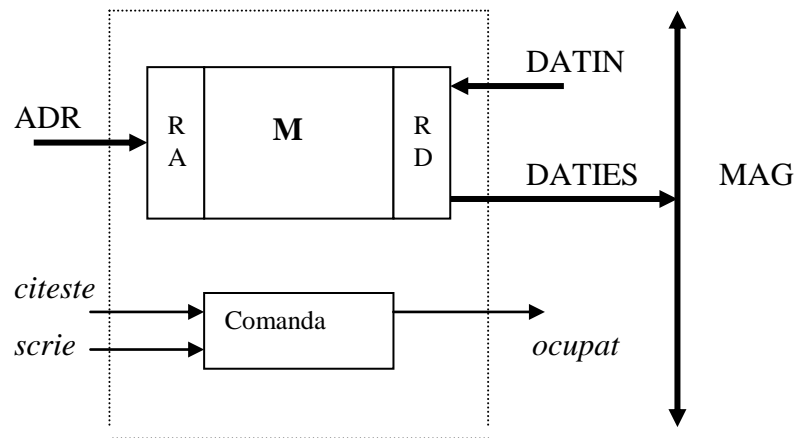 DATIN
ADR
R
A
M
R
D
DATIES
MAG
citeste
Comanda
scrie
ocupat